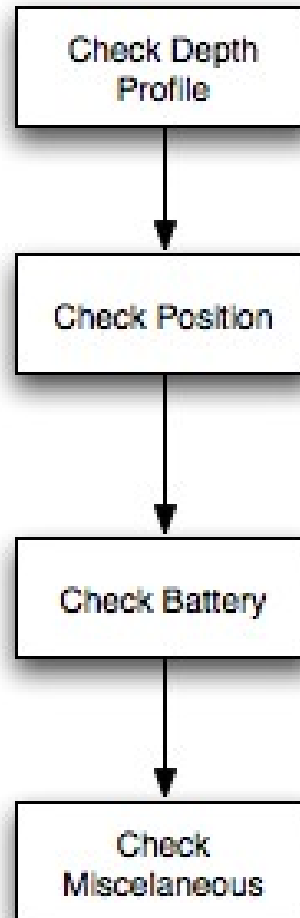 Check Depth
Profile
Check Position
Check Battery
Check
Miscelaneous